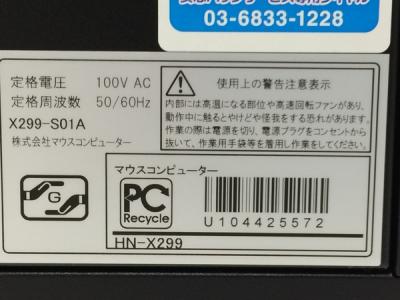 03-6833-1228
定格電圧 100V AC
定格周波数 50/60Hz
X299-S01A
株式会社マウスコンピューター
使用上の警告注意表示
内部には高温になる部位や高速回転ファンがあり、
動作中に触るとやけどや怪我をする恐れがあります。
作業の際は電源を切り、電源プラグをコンセントから
抜いて、作業用手袋等を着用し作業をしてください。
G
マウスコンピューター
PC
Recycle
U104425572
HN-X299